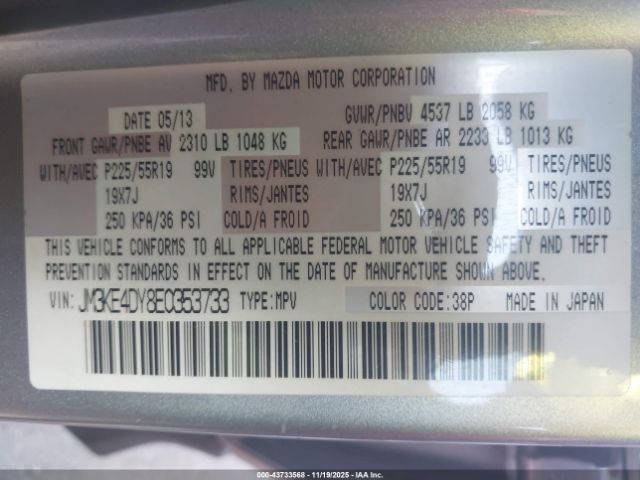 MFD. BY MAZDA MOTOR CORPORATION
DATE 05/13 GVWR/PNBV 4537 LB 2058 KG
FRONT GAWR/PNBE AV 2310 LB 1048 KG REAR GAWR/PNBE AR 2233 LB 1013 KG
WITH/AVEC P225/55R19 99V TIRES/PNEUS WITH/AVEC P225/55R19 99V TIRES/PNEUS
19X7J RIMS/JANTES 19X7J RIMS/JANTES
250 KPA/36 PSI COLD/A FROID 250 KPA/36 PSI COLD/A FROID
THIS VEHICLE CONFORMS TO ALL APPLICABLE FEDERAL MOTOR VEHICLE SAFETY AND THEFT
PREVENTION STANDARDS IN EFFECT ON THE DATE OF MANUFACTURE SHOWN ABOVE.
VIN: JM3KE4DY8E0353733 TYPE:MPV COLOR CODE:38P MADE IN JAPAN
000-43733568 - 11/19/2025 - IAA Inc.